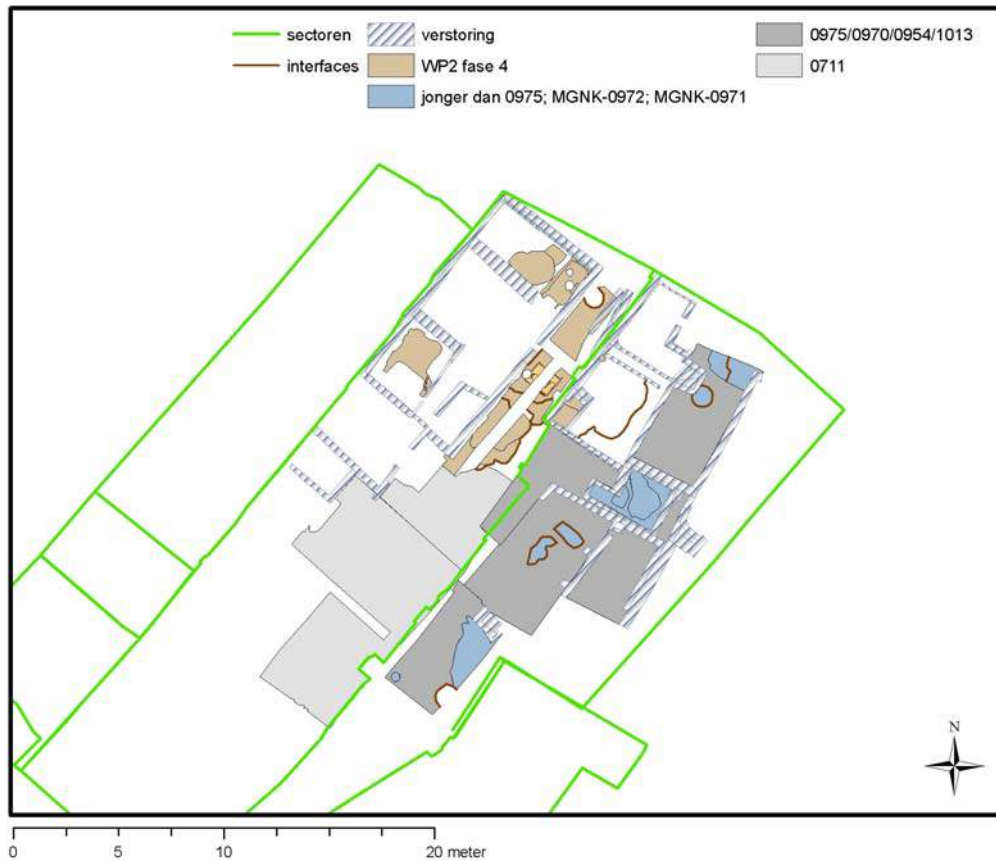 sectoren
interfaces
verstoring
WP2 fase 4
jonger dan 0975; MGNK-0972; MGNK-0971
0975/0970/0954/1013
0711
N
0 5 10 20 meter